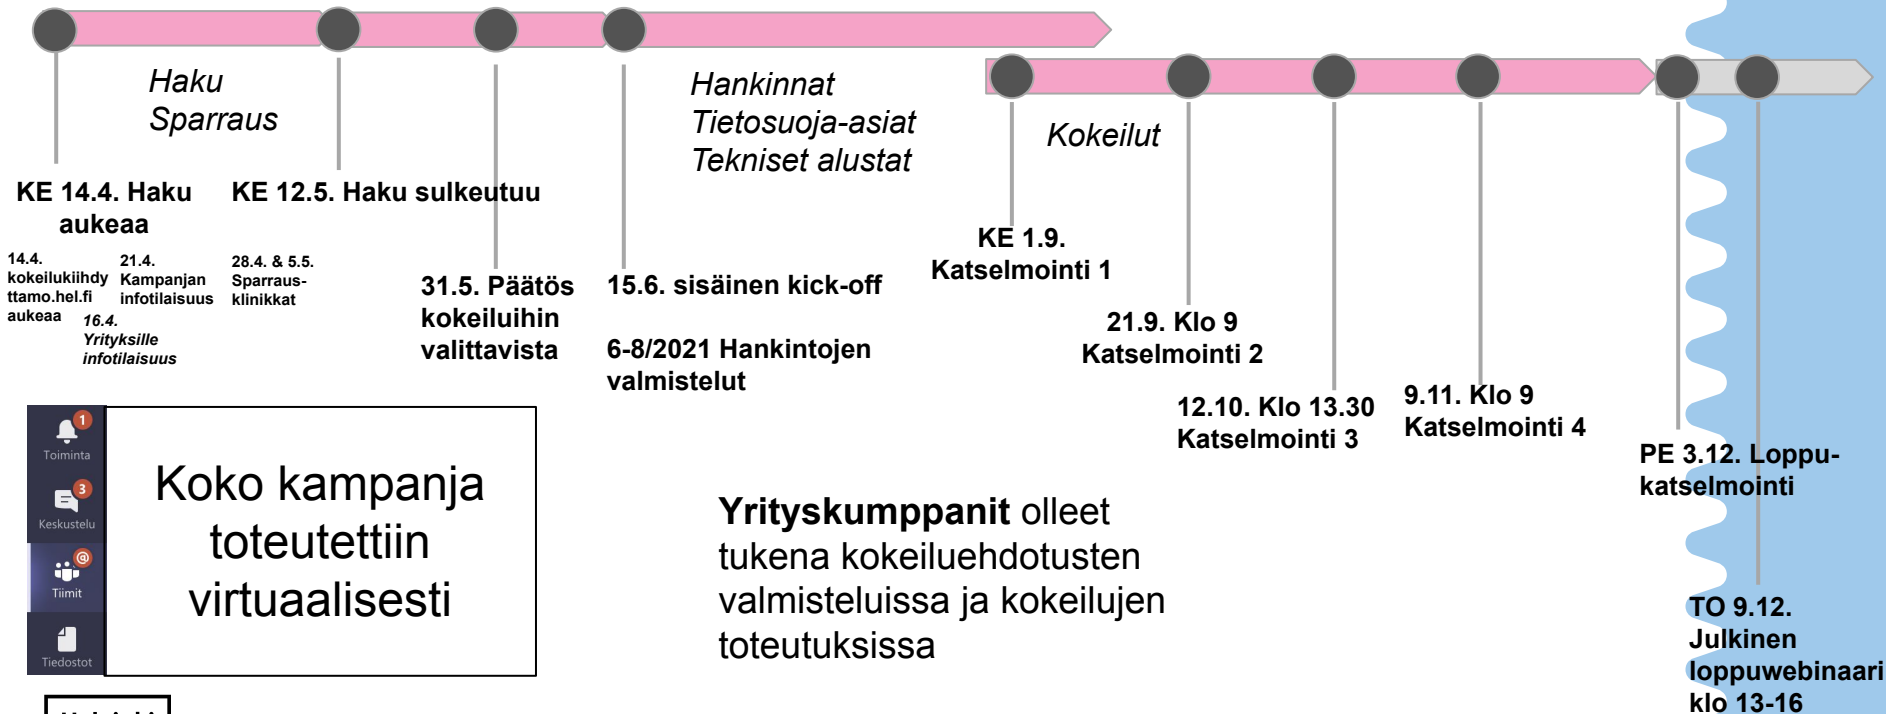 Haku
Sparraus
Hankinnat
Tietosuoja-asiat
Tekniset alustat
Kokeilut
KE 14.4. Haku
aukeaa
KE 12.5. Haku sulkeutuu
14.4.
kokeilukiihdy
ttamo.hel.fi
aukeaa
16.4.
Yrityksille
infotilaisuus
21.4.
Kampanjan
infotilaisuus
28.4. & 5.5.
Sparraus-
klinikkat
31.5. Päätös
kokeiluihin
valittavista
15.6. sisäinen kick-off
6-8/2021 Hankintojen
valmistelut
KE 1.9.
Katselmointi 1
21.9. Klo 9
Katselmointi 2
12.10. Klo 13.30
Katselmointi 3
9.11. Klo 9
Katselmointi 4
PE 3.12. Loppu-
katselmointi
TO 9.12.
Julkinen
loppuwebinaari
klo 13-16
1
Toiminta
3
Keskustelu
@
Tiimit
Tiedostot
Koko kampanja
toteutettiin
virtuaalisesti
Yrityskumppanit olleet
tukena kokeiluehdotusten
valmisteluissa ja kokeilujen
toteutuksissa